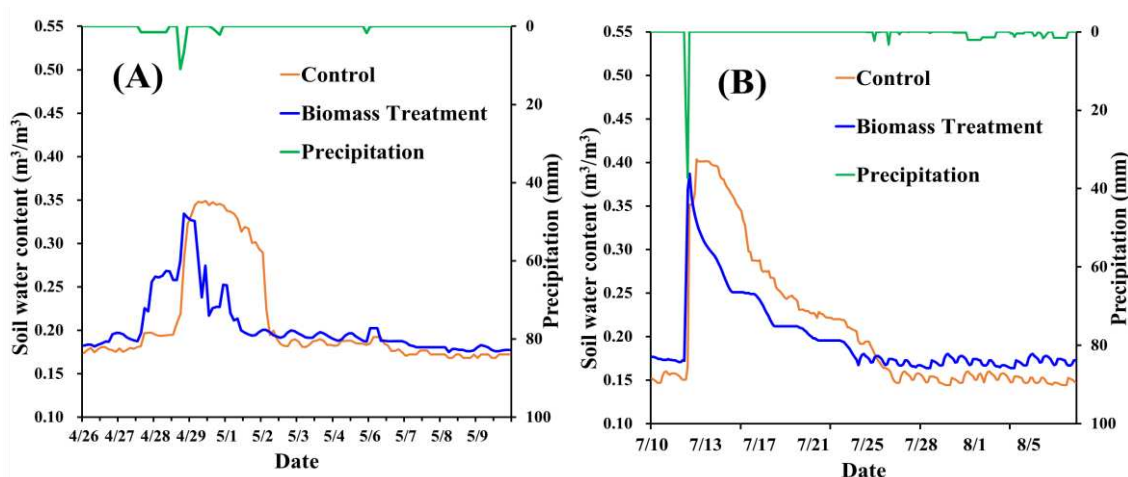 (A)
Control
Biomass Treatment
Precipitation
Soil water content (m³/m³)
0.55
0.50
0.45
0.40
0.35
0.30
0.25
0.20
0.15
0.10
0
20
40
60
80
100
Precipitation (mm)
4/26 4/27 4/28 4/29 5/1 5/2 5/3 5/4 5/6 5/7 5/8 5/9
Date
(B)
Control
Biomass Treatment
Precipitation
Soil water content (m³/m³)
0.55
0.50
0.45
0.40
0.35
0.30
0.25
0.20
0.15
0.10
0
20
40
60
80
100
Precipitation (mm)
7/10 7/13 7/17 7/21 7/25 7/28 8/1 8/5
Date